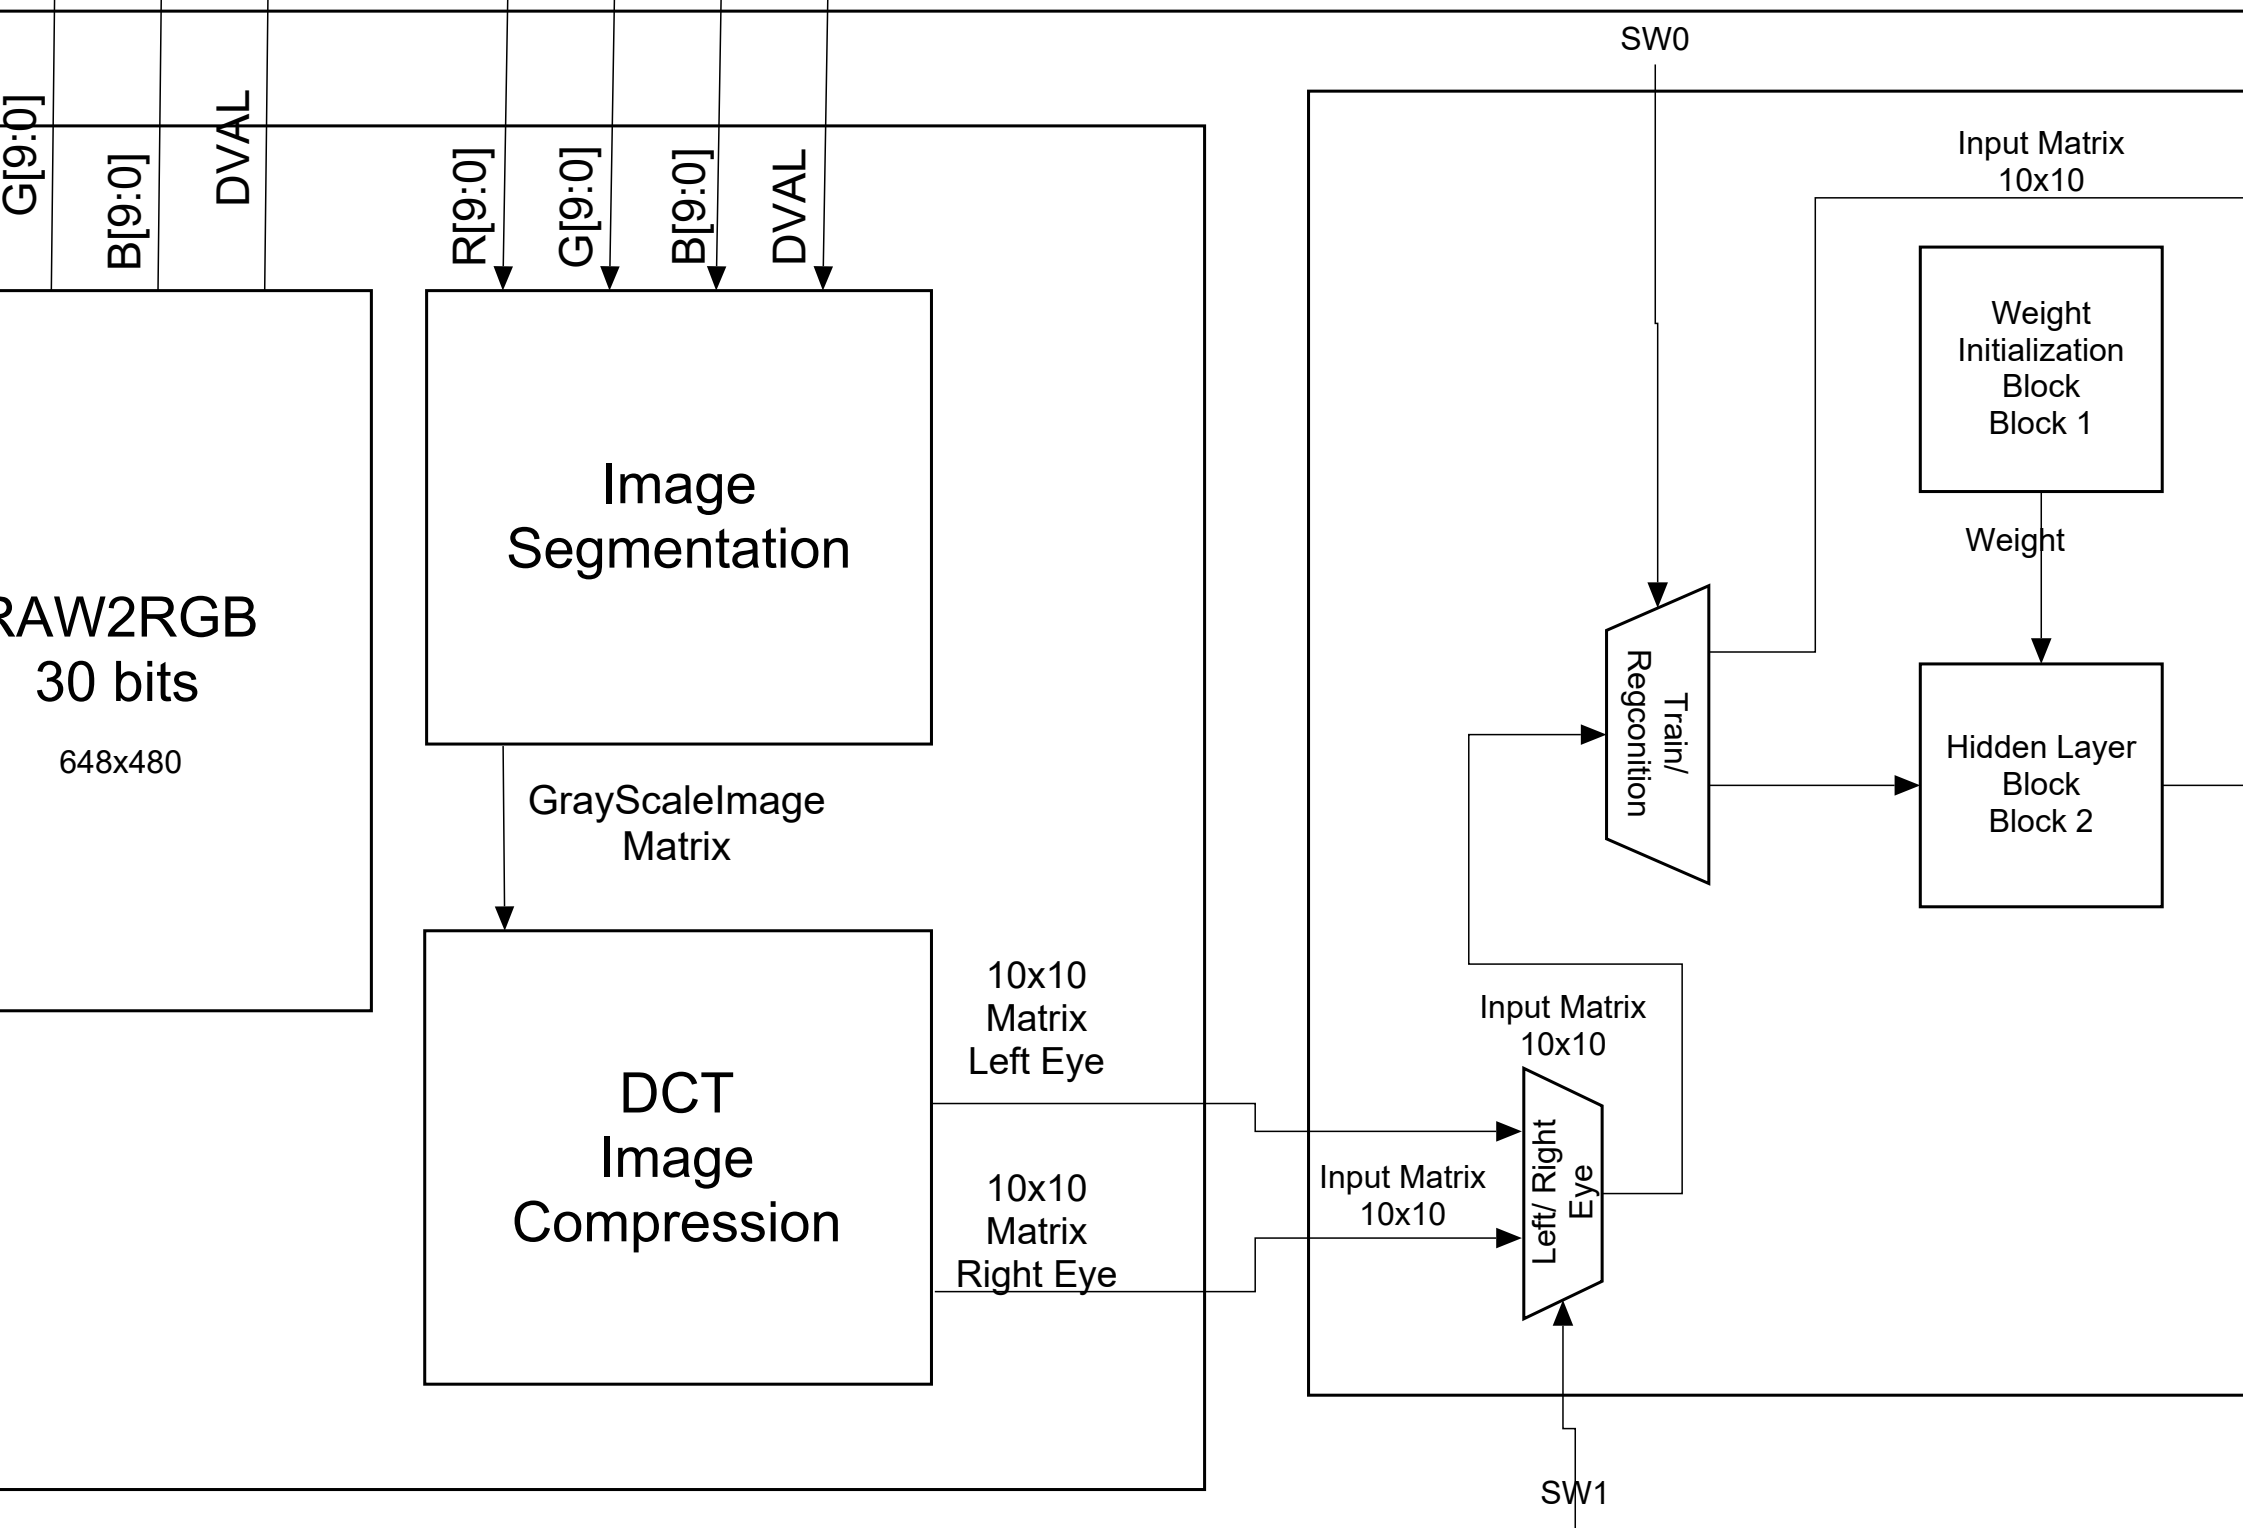 SW0
G[9:0]
B[9:0]
DVAL
R[9:0]
G[9:0]
B[9:0]
DVAL
Input Matrix
10x10
Weight
Initialization
Block
Block 1
Weight
Image
Segmentation
RAW2RGB
30 bits
648x480
Train/
Regconition
Hidden Layer
Block
Block 2
GrayScaleImage
Matrix
10x10
Matrix
Left Eye
Input Matrix
10x10
DCT
Image
Compression
10x10
Matrix
Right Eye
Input Matrix
10x10
Left/ Right
Eye
SW1